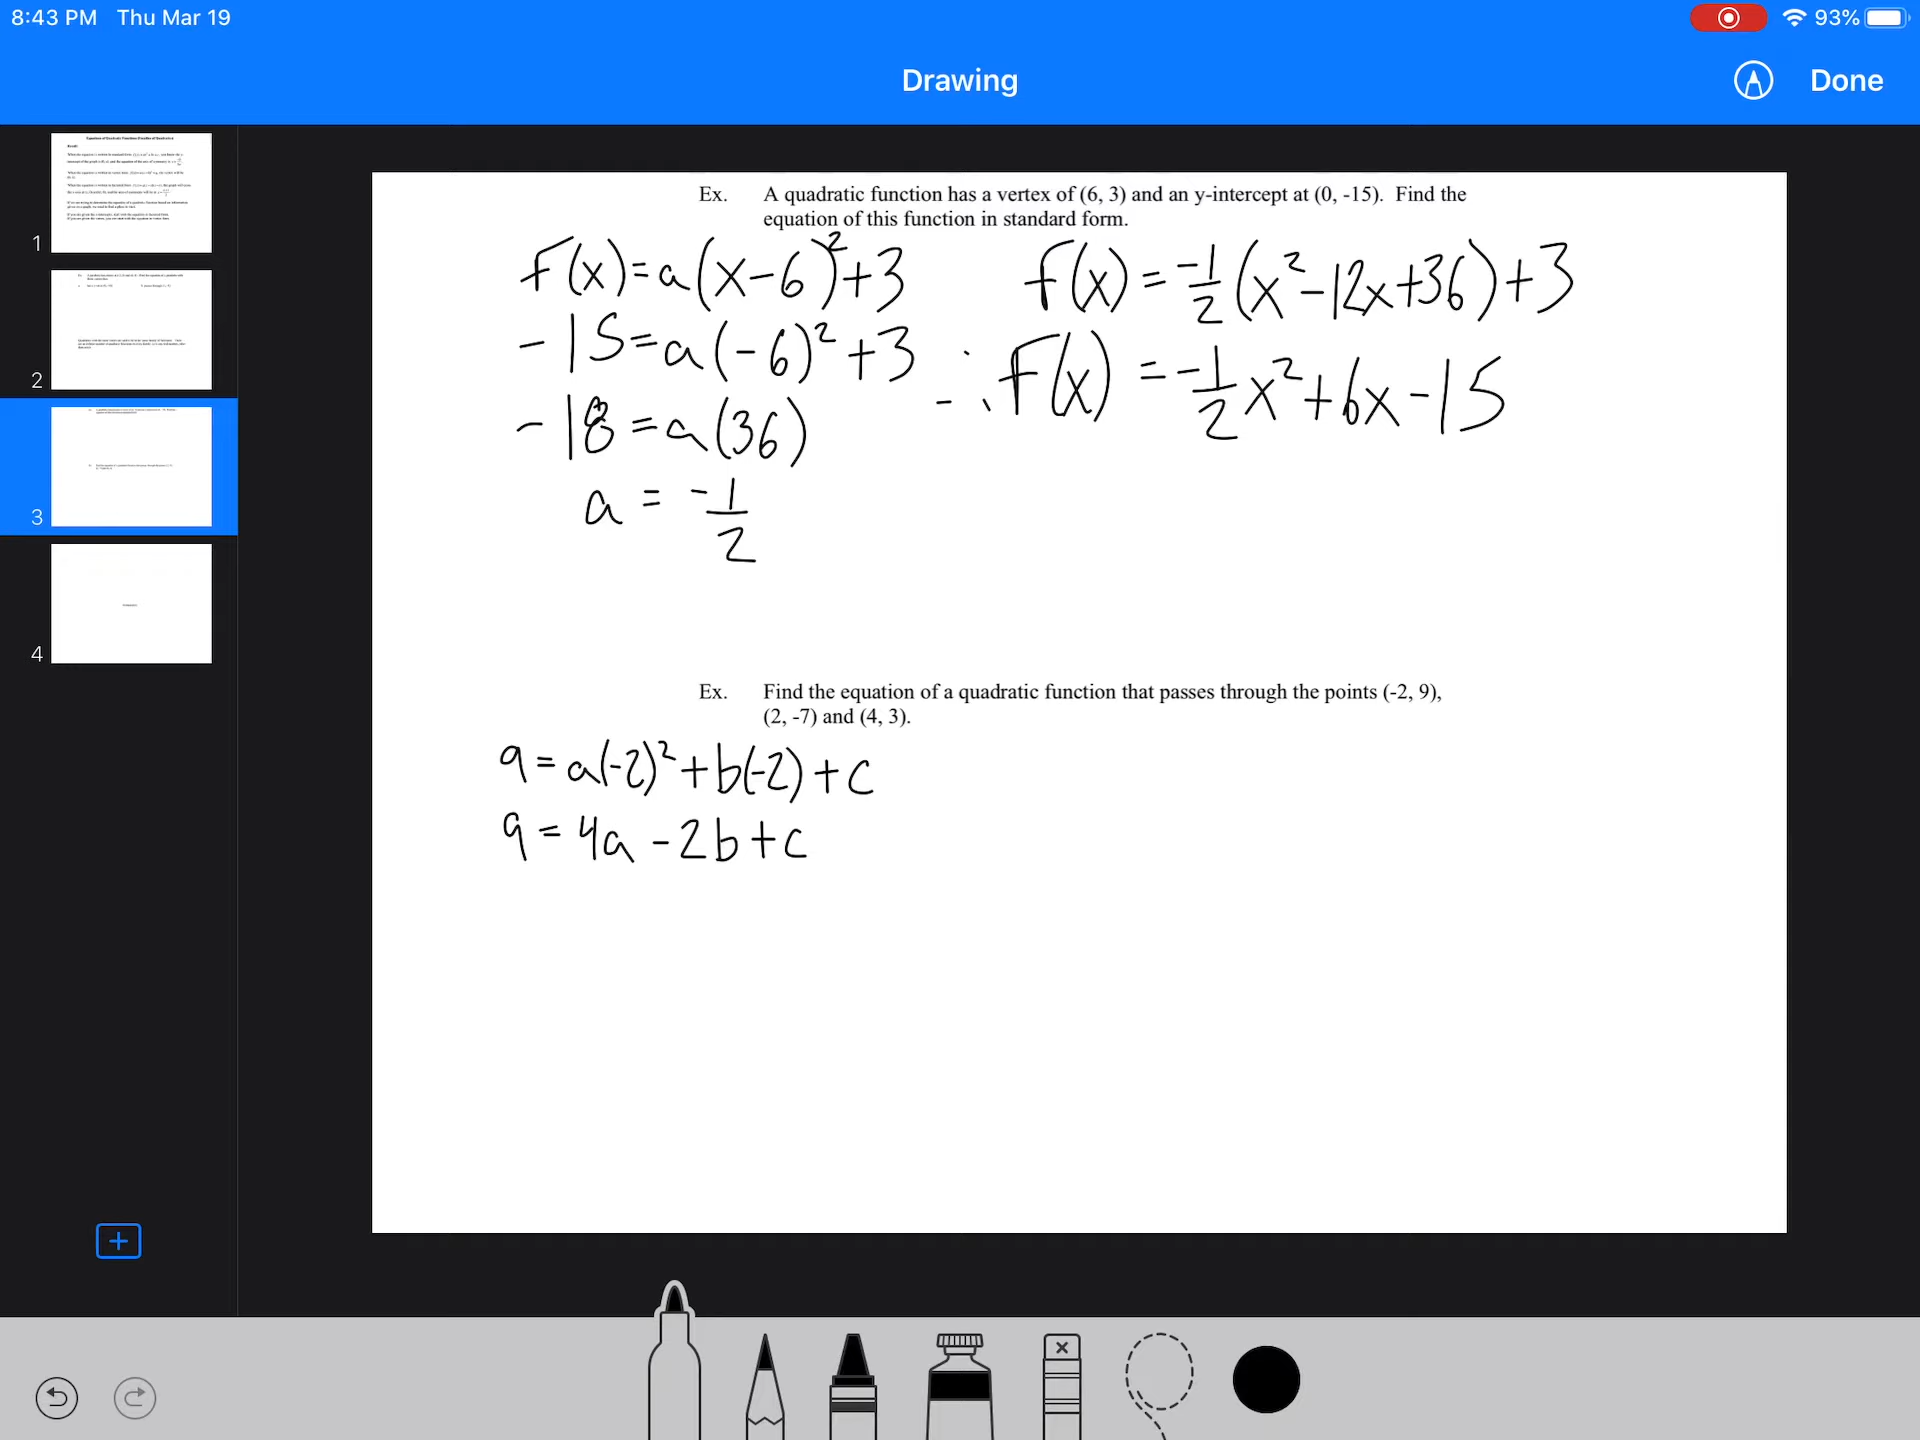 8:43 PM Thu Mar 19
93%
Drawing
Done
1
2
3
4
Ex. A quadratic function has a vertex of (6, 3) and an y-intercept at (0, -15). Find the
equation of this function in standard form.
f(x)=a(x-6)²+3
-15=a(-6)²+3
-18=a(36)
a = -1/2
f(x) = -1/2(x²-12x+36)+3
∴ f(x) = -1/2x²+6x-15
Ex. Find the equation of a quadratic function that passes through the points (-2, 9),
(2, -7) and (4, 3).
9=a(-2)²+b(-2)+c
9=4a-2b+c